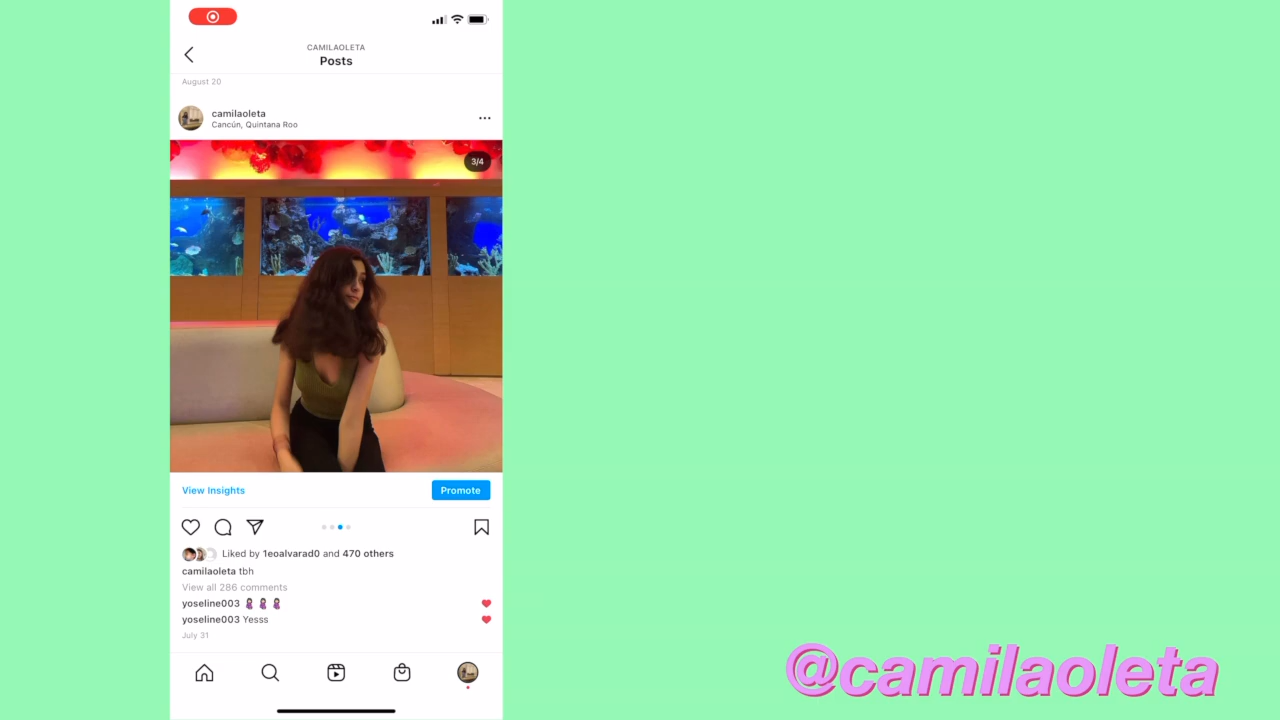 CAMILAOLETA
Posts
August 20
camilaoleta
Cancún, Quintana Roo
3/4
View Insights
Promote
Liked by 1eoalvarad0 and 470 others
camilaoleta tbh
View all 286 comments
yoseline003
yoseline003 Yesss
July 31
@camilaoleta